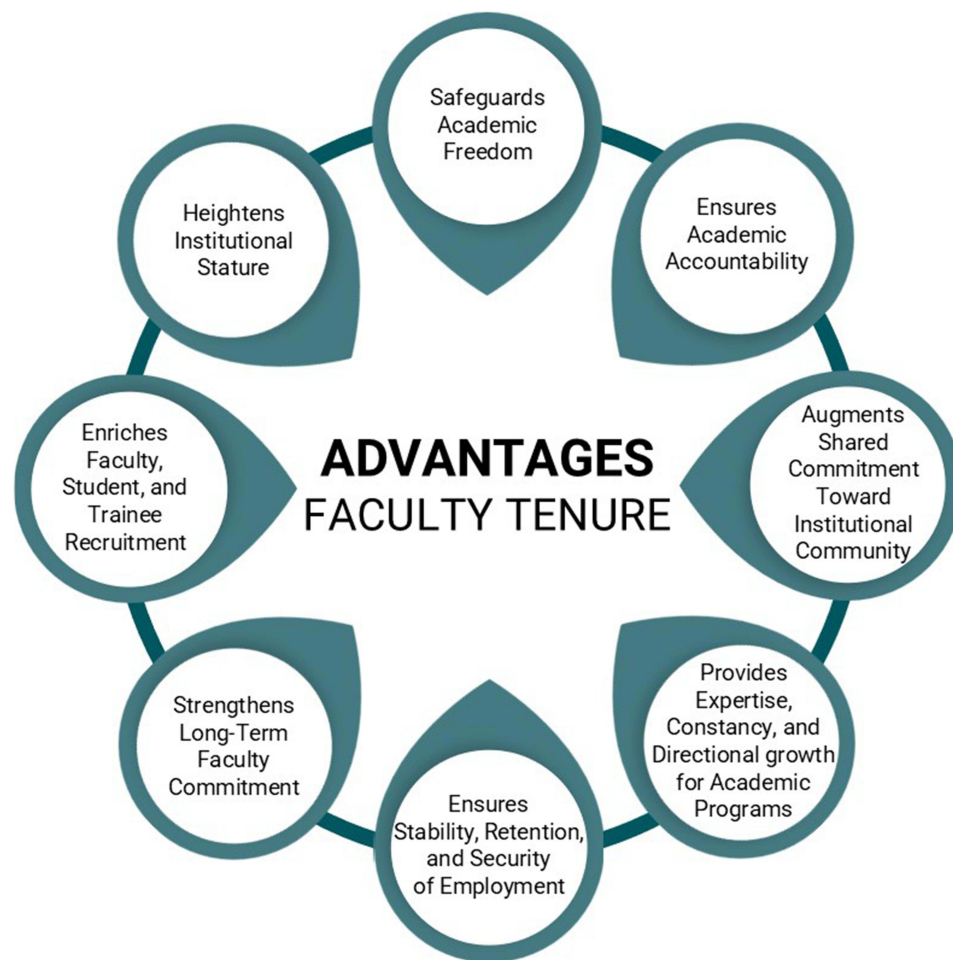 ADVANTAGES
FACULTY TENURE
Safeguards
Academic
Freedom
Ensures
Academic
Accountability
Augments
Shared
Commitment
Toward
Institutional
Community
Provides
Expertise,
Constancy, and
Directional growth
for Academic
Programs
Ensures
Stability, Retention,
and Security
of Employment
Strengthens
Long-Term
Faculty
Commitment
Enriches
Faculty,
Student, and
Trainee
Recruitment
Heightens
Institutional
Stature